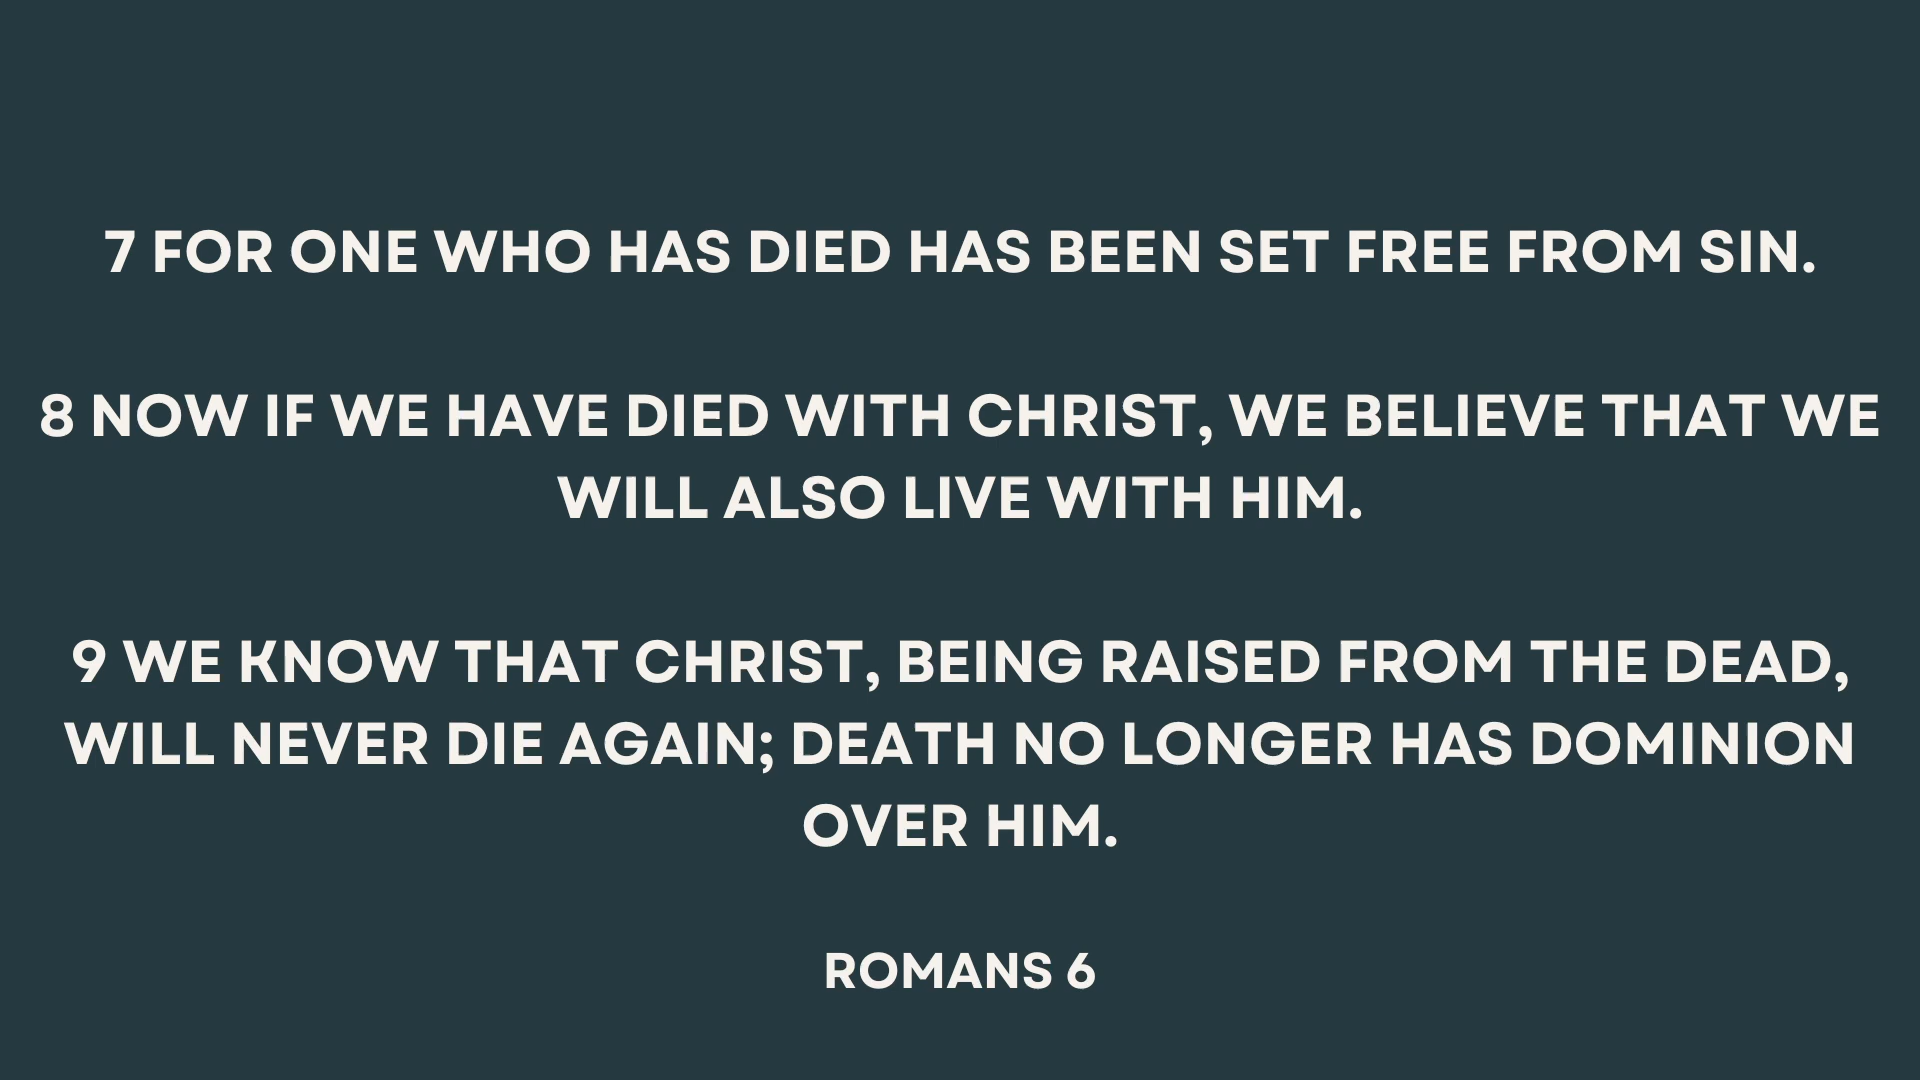 7 FOR ONE WHO HAS DIED HAS BEEN SET FREE FROM SIN.
8 NOW IF WE HAVE DIED WITH CHRIST, WE BELIEVE THAT WE
WILL ALSO LIVE WITH HIM.
9 WE KNOW THAT CHRIST, BEING RAISED FROM THE DEAD,
WILL NEVER DIE AGAIN; DEATH NO LONGER HAS DOMINION
OVER HIM.
ROMANS 6